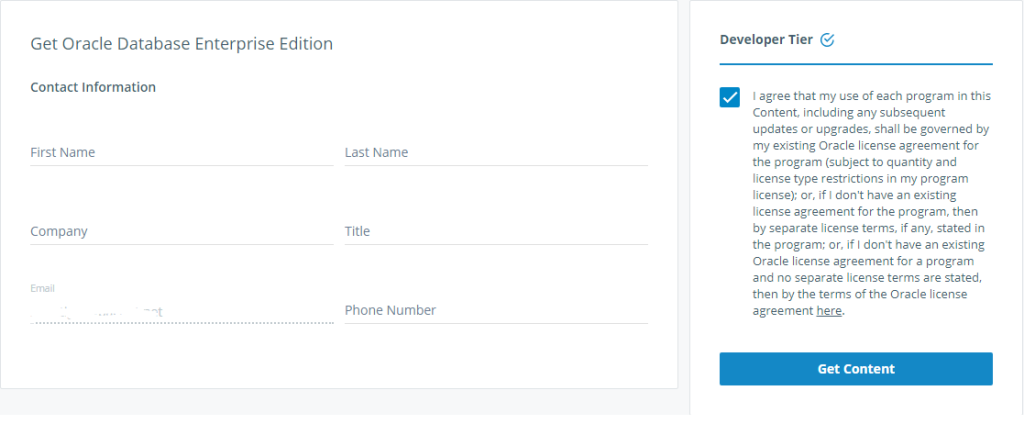 Get Oracle Database Enterprise Edition
Contact Information
First Name
Last Name
Company
Title
Email
Phone Number
Developer Tier
I agree that my use of each program in this
Content, including any subsequent
updates or upgrades, shall be governed by
my existing Oracle license agreement for
the program (subject to quantity and
license type restrictions in my program
license); or, if I don't have an existing
license agreement for the program, then
by separate license terms, if any, stated in
the program; or, if I don't have an existing
Oracle license agreement for a program
and no separate license terms are stated,
then by the terms of the Oracle license
agreement here.
Get Content